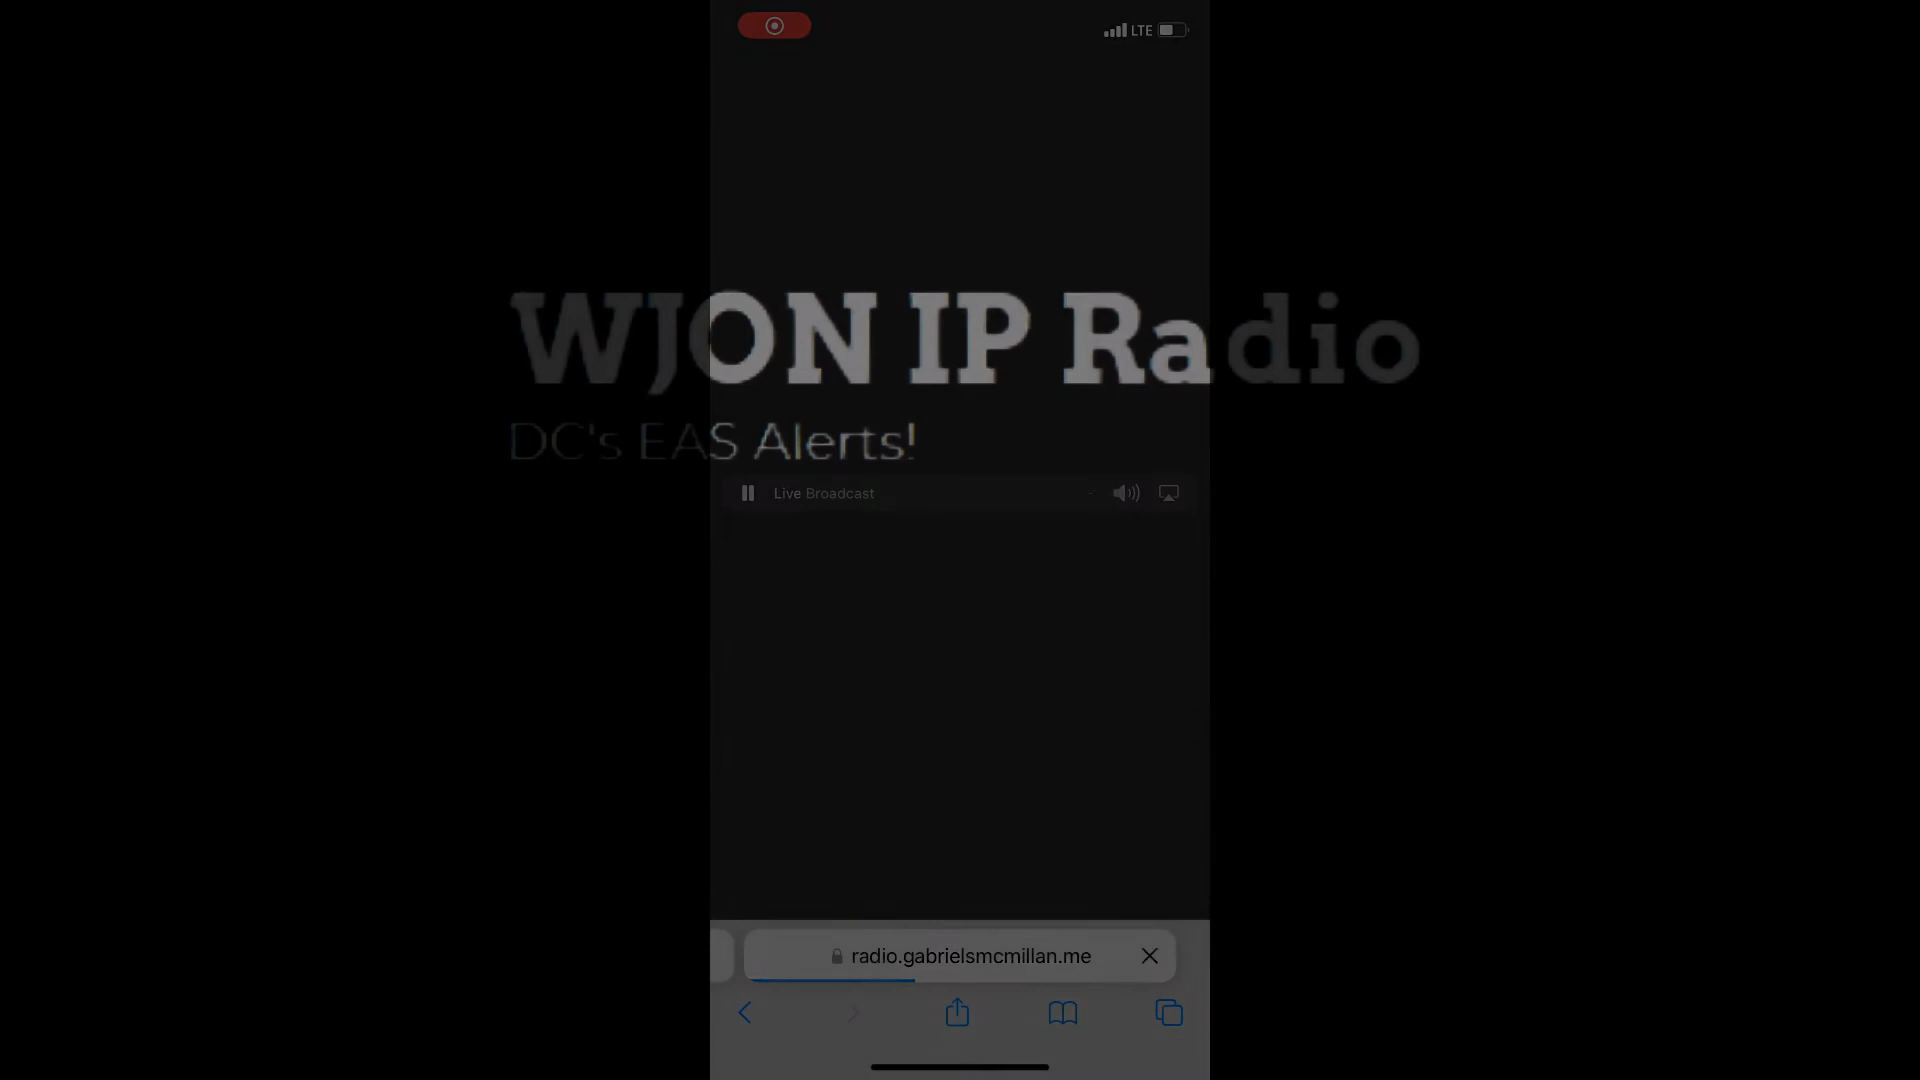 LTE
WJON IP Radio
DC's EAS Alerts!
Live Broadcast
radio.gabrielsmcmillan.me